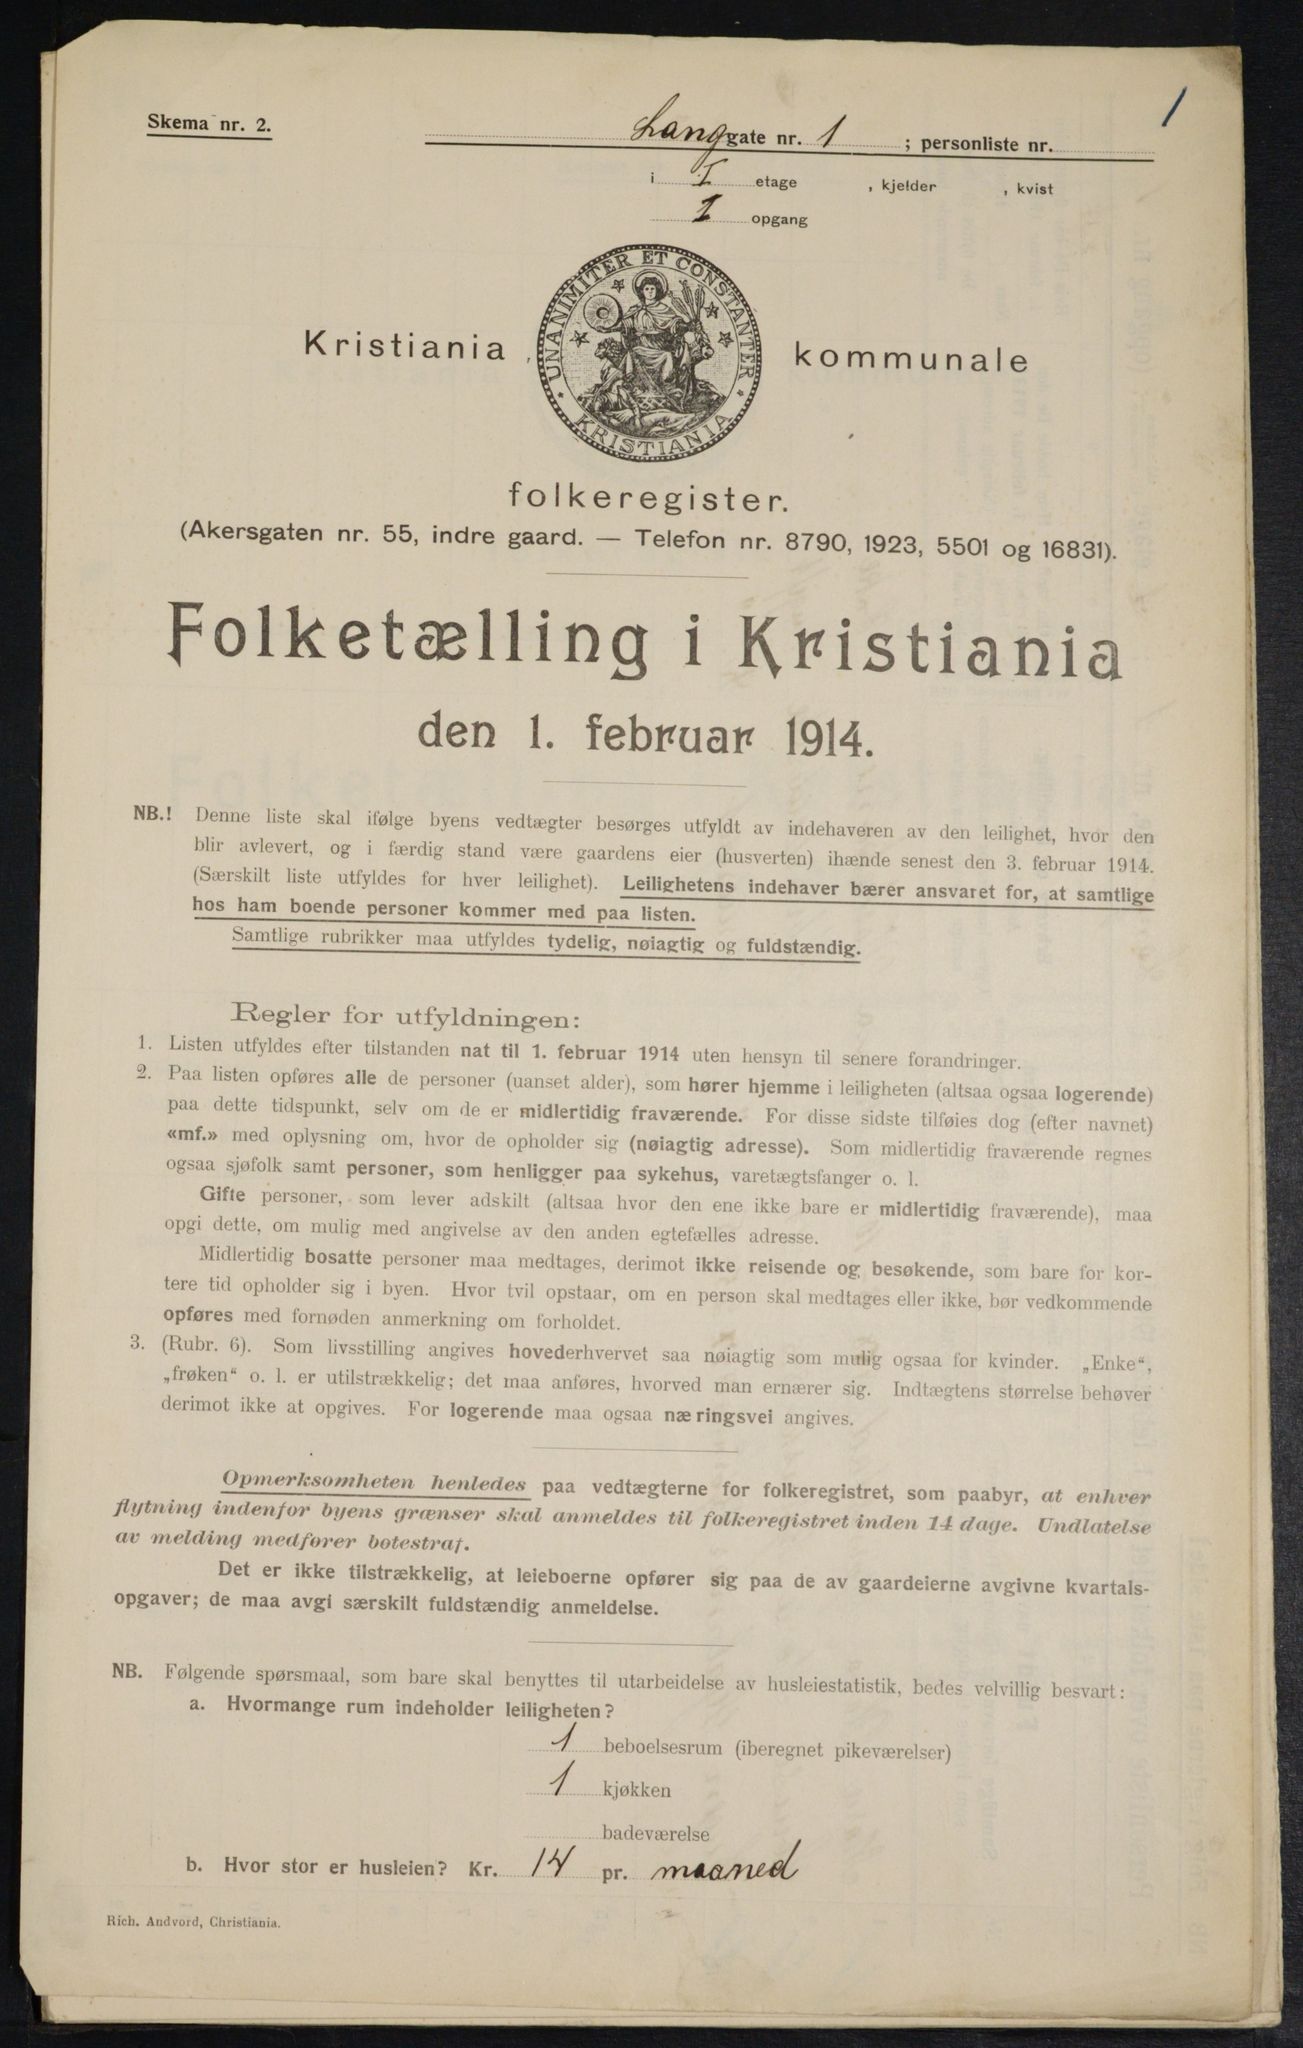 1
Skema nr. 2.
Langgate nr. 1 ; personliste nr.
i I etage , kjelder , kvist
I opgang
UNANIMITER ET CONSTANTER
KRISTIANIA
Kristiania kommunale
folkeregister.
(Akersgaten nr. 55, indre gaard. — Telefon nr. 8790, 1923, 5501 og 16831).
Folketælling i Kristiania
den 1. februar 1914.
NB.! Denne liste skal ifølge byens vedtægter besørges utfyldt av indehaveren av den leilighet, hvor den
blir avlevert, og i færdig stand være gaardens eier (husverten) ihænde senest den 3. februar 1914.
(Særskilt liste utfyldes for hver leilighet). Leilighetens indehaver bærer ansvaret for, at samtlige
hos ham boende personer kommer med paa listen.
Samtlige rubrikker maa utfyldes tydelig, nøiagtig og fuldstændig.
Regler for utfyldningen:
1. Listen utfyldes efter tilstanden nat til 1. februar 1914 uten hensyn til senere forandringer.
2. Paa listen opføres alle de personer (uanset alder), som hører hjemme i leiligheten (altsaa ogsaa logerende)
paa dette tidspunkt, selv om de er midlertidig fraværende. For disse sidste tilføies dog (efter navnet)
«mf.» med oplysning om, hvor de opholder sig (nøiagtig adresse). Som midlertidig fraværende regnes
ogsaa sjøfolk samt personer, som henligger paa sykehus, varetægtsfanger o. l.
Gifte personer, som lever adskilt (altsaa hvor den ene ikke bare er midlertidig fraværende), maa
opgi dette, om mulig med angivelse av den anden egtefælles adresse.
Midlertidig bosatte personer maa medtages, derimot ikke reisende og besøkende, som bare for kor-
tere tid opholder sig i byen. Hvor tvil opstaar, om en person skal medtages eller ikke, bør vedkommende
opføres med fornøden anmerkning om forholdet.
3. (Rubr. 6). Som livsstilling angives hovederhvervet saa nøiagtig som mulig ogsaa for kvinder. „Enke“,
„frøken“ o. l. er utilstrækkelig; det maa anføres, hvorved man ernærer sig. Indtægtens størrelse behøver
derimot ikke at opgives. For logerende maa ogsaa næringsvei angives.
Opmerksomheten henledes paa vedtægterne for folkeregistret, som paabyr, at enhver
flytning indenfor byens grænser skal anmeldes til folkeregistret inden 14 dage. Undlatelse
av melding medfører bøtestraf.
Det er ikke tilstrækkelig, at leieboerne opfører sig paa de av gaardeierne avgivne kvartals-
opgaver; de maa avgi særskilt fuldstændig anmeldelse.
NB. Følgende spørsmaal, som bare skal benyttes til utarbeidelse av husleiestatistik, bedes velvillig besvart:
a. Hvormange rum indeholder leiligheten?
1 beboelsesrum (iberegnet pikeværelser)
1 kjøkken
badeværelse
b. Hvor stor er husleien? Kr. 14 pr. maaned
Rich. Andvord, Christiania.